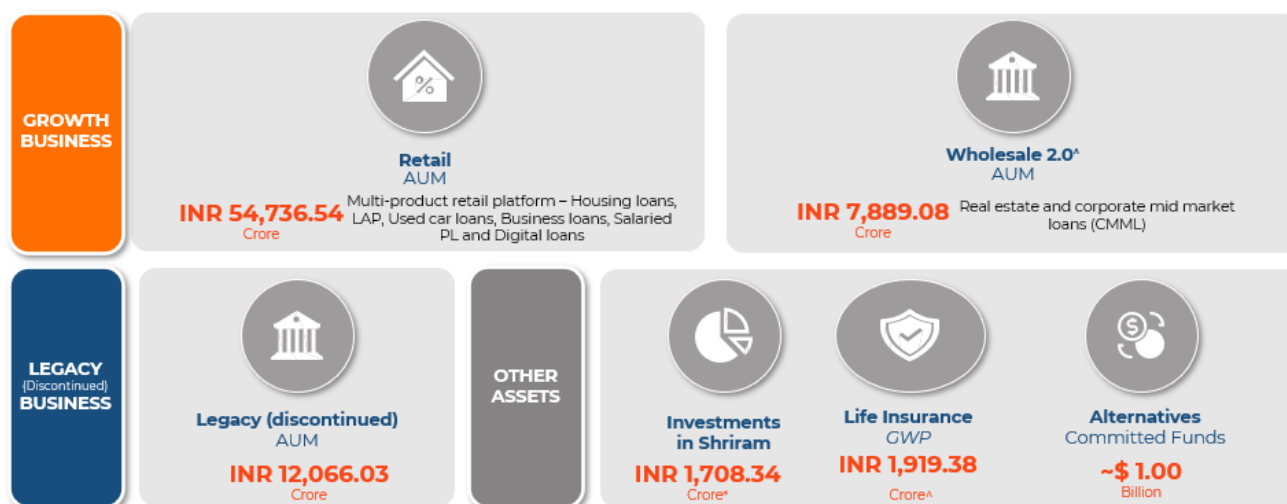 GROWTH
BUSINESS
%
Retail
AUM
INR 54,736.54
Crore
Multi-product retail platform – Housing loans,
LAP, Used car loans, Business loans, Salaried
PL and Digital loans
Wholesale 2.0^
AUM
INR 7,889.08
Crore
Real estate and corporate mid market
loans (CMML)
LEGACY
(Discontinued)
BUSINESS
Legacy (discontinued)
AUM
INR 12,066.03
Crore
OTHER
ASSETS
Investments
in Shriram
INR 1,708.34
Crore*
Life Insurance
GWP
INR 1,919.38
Crore^
$
Alternatives
Committed Funds
~$ 1.00
Billion